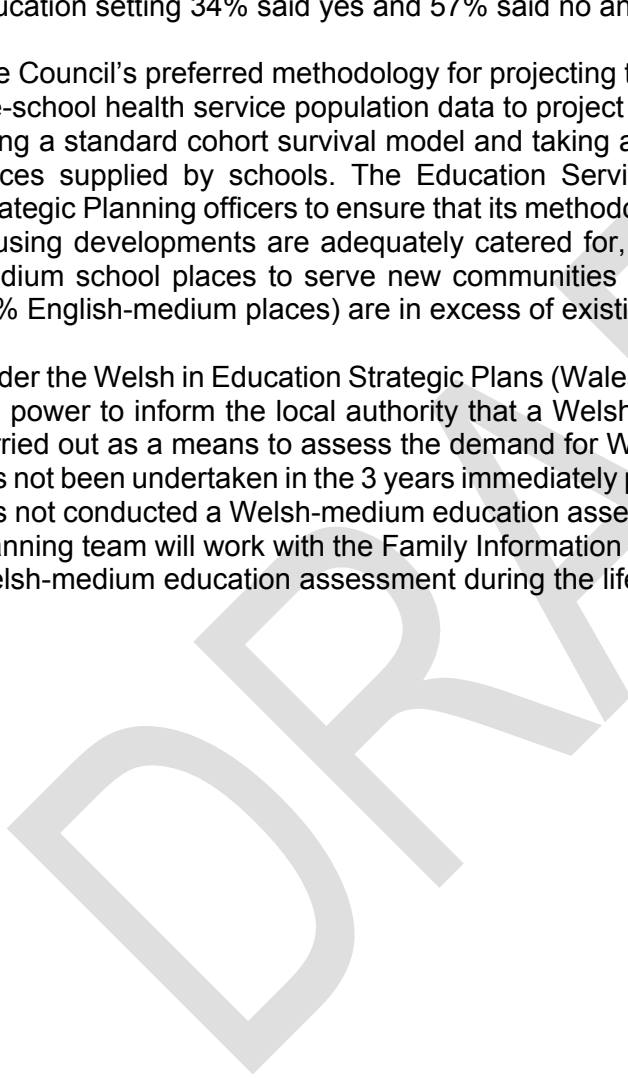 ducation setting 34% said yes and 57% said no an
e Council's preferred methodology for projecting t
e-school health service population data to project
ng a standard cohort survival model and taking a
ces supplied by schools. The Education Servi
ategic Planning officers to ensure that its methodo
using developments are adequately catered for,
dium school places to serve new communities
% English-medium places) are in excess of existi
der the Welsh in Education Strategic Plans (Wale
power to inform the local authority that a Welsh
rried out as a means to assess the demand for W
s not been undertaken in the 3 years immediately p
s not conducted a Welsh-medium education asse
anning team will work with the Family Information
elsh-medium education assessment during the life
DRA